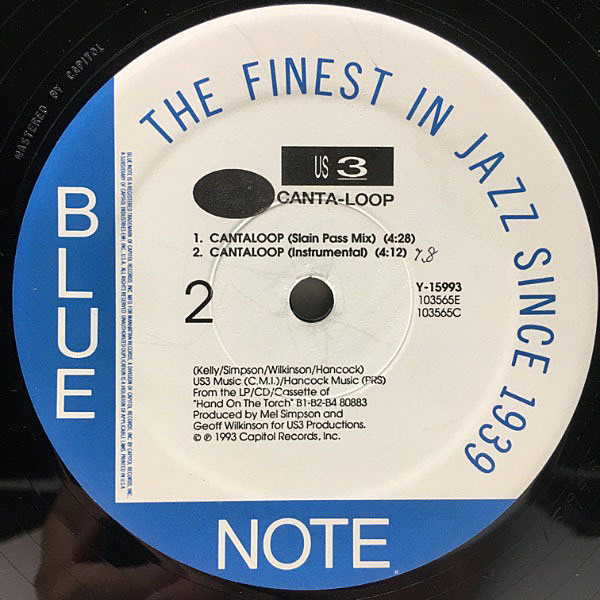 MASTERED BY CAPITOL
THE FINEST IN JAZZ SINCE 1939
BLUE
NOTE
US 3
CANTA-LOOP
1. CANTALOOP (Slain Pass Mix) (4:28)
2. CANTALOOP (Instrumental) (4:12)
2
Y-15993
103565E
103565C
(Kelly/Simpson/Wilkinson/Hancock)
US3 Music (C.M.I.)/Hancock Music (PRS)
From the LP/CD/Cassette of
"Hand On The Torch" B1-B2-B4 80883
Produced by Mel Simpson and
Geoff Wilkinson for US3 Productions.
© ℗ 1993 Capitol Records, Inc.